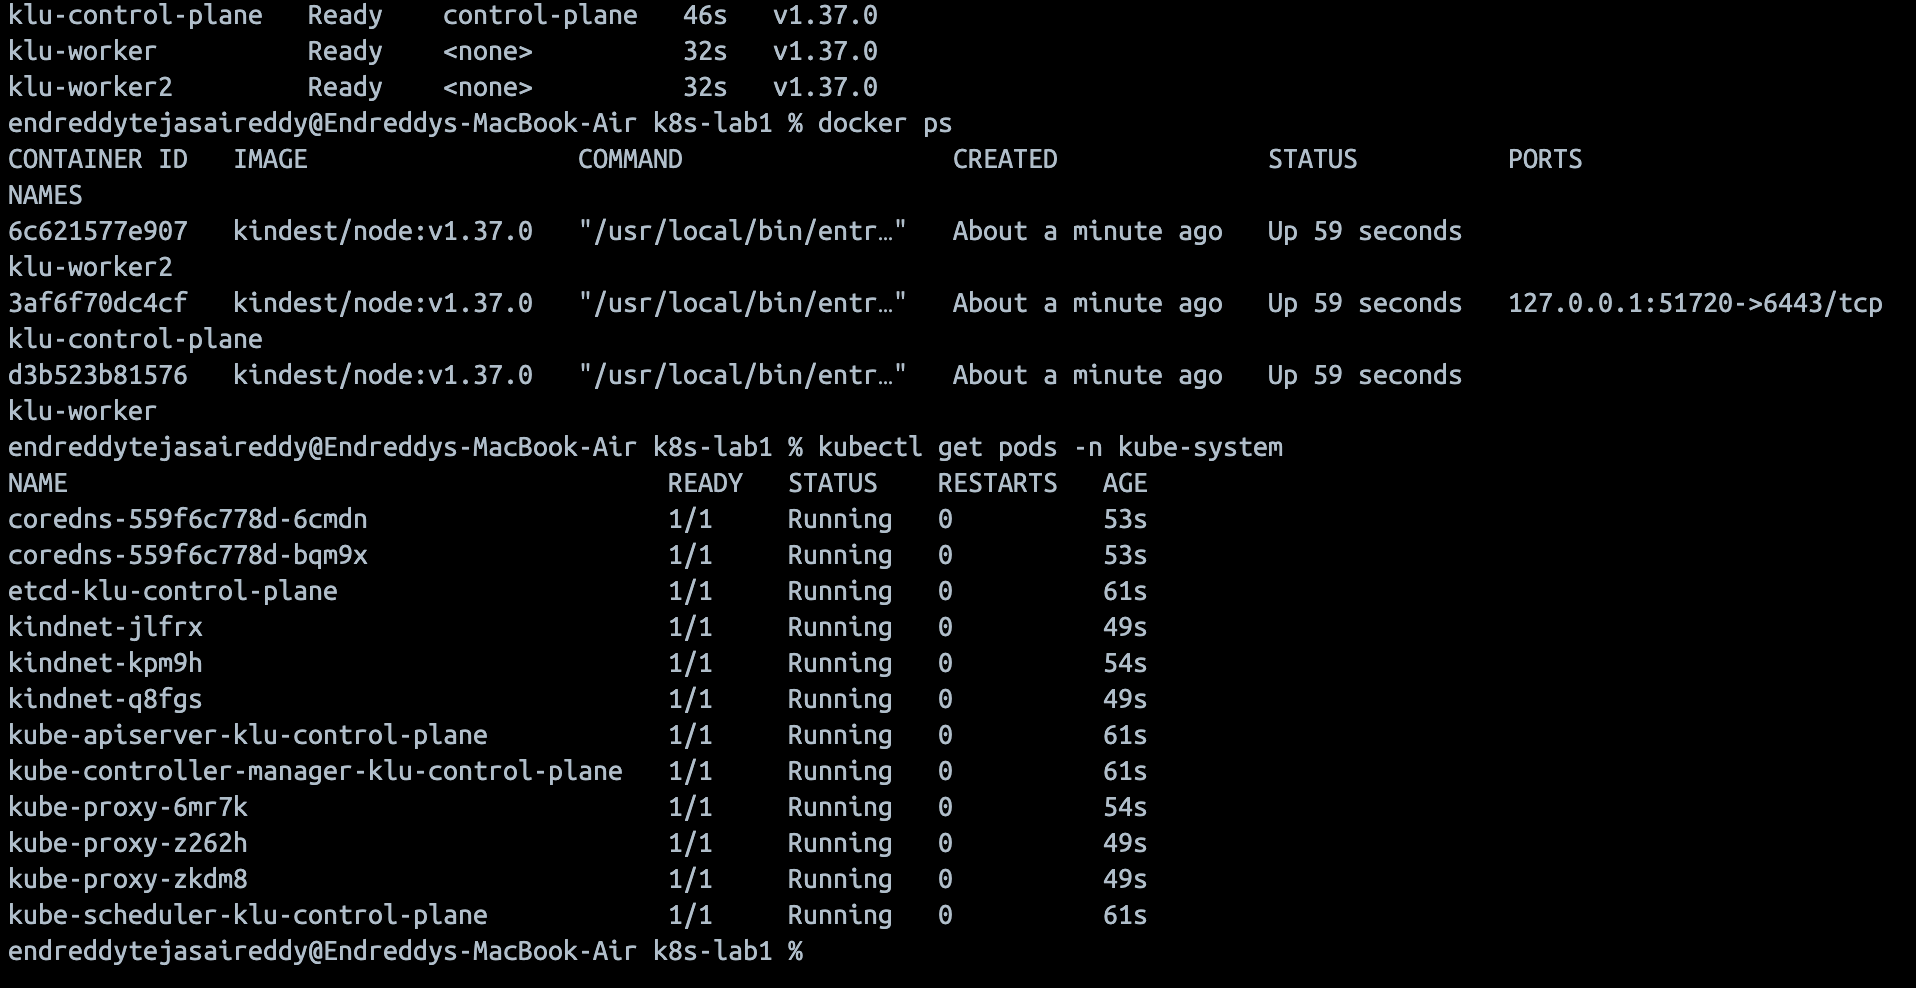 klu-control-plane   Ready    control-plane   46s   v1.37.0
klu-worker          Ready    <none>          32s   v1.37.0
klu-worker2         Ready    <none>          32s   v1.37.0
endreddytejasaireddy@Endreddys-MacBook-Air k8s-lab1 % docker ps
CONTAINER ID   IMAGE                  COMMAND                  CREATED              STATUS          PORTS
NAMES
6c621577e907   kindest/node:v1.37.0   "/usr/local/bin/entr…"   About a minute ago   Up 59 seconds
klu-worker2
3af6f70dc4cf   kindest/node:v1.37.0   "/usr/local/bin/entr…"   About a minute ago   Up 59 seconds   127.0.0.1:51720->6443/tcp
klu-control-plane
d3b523b81576   kindest/node:v1.37.0   "/usr/local/bin/entr…"   About a minute ago   Up 59 seconds
klu-worker
endreddytejasaireddy@Endreddys-MacBook-Air k8s-lab1 % kubectl get pods -n kube-system
NAME                                        READY   STATUS    RESTARTS   AGE
coredns-559f6c778d-6cmdn                    1/1     Running   0          53s
coredns-559f6c778d-bqm9x                    1/1     Running   0          53s
etcd-klu-control-plane                      1/1     Running   0          61s
kindnet-jlfrx                               1/1     Running   0          49s
kindnet-kpm9h                               1/1     Running   0          54s
kindnet-q8fgs                               1/1     Running   0          49s
kube-apiserver-klu-control-plane            1/1     Running   0          61s
kube-controller-manager-klu-control-plane   1/1     Running   0          61s
kube-proxy-6mr7k                            1/1     Running   0          54s
kube-proxy-z262h                            1/1     Running   0          49s
kube-proxy-zkdm8                            1/1     Running   0          49s
kube-scheduler-klu-control-plane            1/1     Running   0          61s
endreddytejasaireddy@Endreddys-MacBook-Air k8s-lab1 %